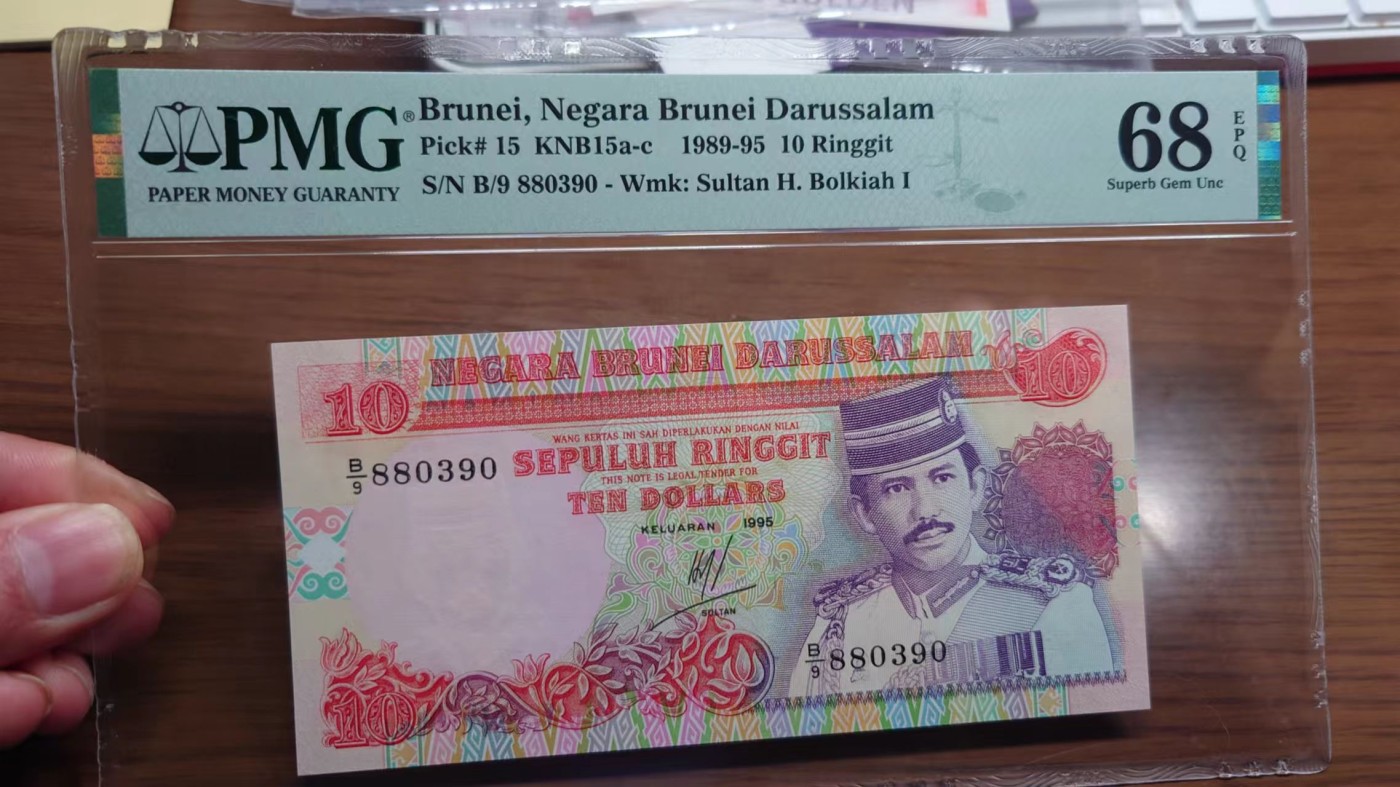 GOLDEN
PMG®
PAPER MONEY GUARANTY
Brunei, Negara Brunei Darussalam
Pick# 15 KNB15a-c 1989-95 10 Ringgit
S/N B/9 880390 - Wmk: Sultan H. Bolkiah I
68
EPQ
Superb Gem Unc
10
NEGARA BRUNEI DARUSSALAM
10
WANG KERTAS INI SAH DIPERLAKUKAN DENGAN NILAI
B/9 880390
SEPULUH RINGGIT
THIS NOTE IS LEGAL TENDER FOR
TEN DOLLARS
KELUARAN 1995
SULTAN
B/9 880390
10